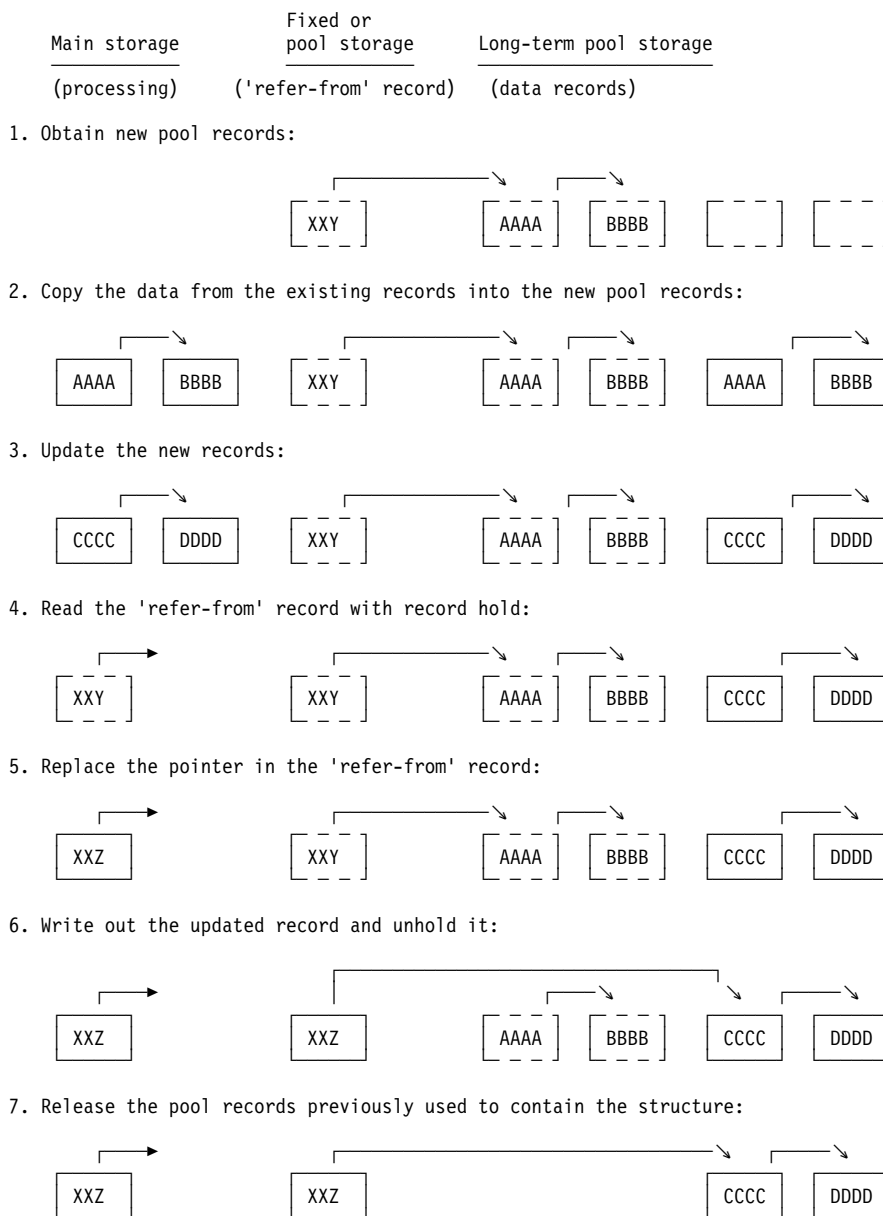 Fixed or
Main storage pool storage Long-term pool storage
(processing) ('refer-from' record) (data records)
1. Obtain new pool records:
XXY AAAA BBBB
2. Copy the data from the existing records into the new pool records:
AAAA BBBB XXY AAAA BBBB AAAA BBBB
3. Update the new records:
CCCC DDDD XXY AAAA BBBB CCCC DDDD
4. Read the 'refer-from' record with record hold:
XXY XXY AAAA BBBB CCCC DDDD
5. Replace the pointer in the 'refer-from' record:
XXZ XXY AAAA BBBB CCCC DDDD
6. Write out the updated record and unhold it:
XXZ XXZ AAAA BBBB CCCC DDDD
7. Release the pool records previously used to contain the structure:
XXZ XXZ CCCC DDDD